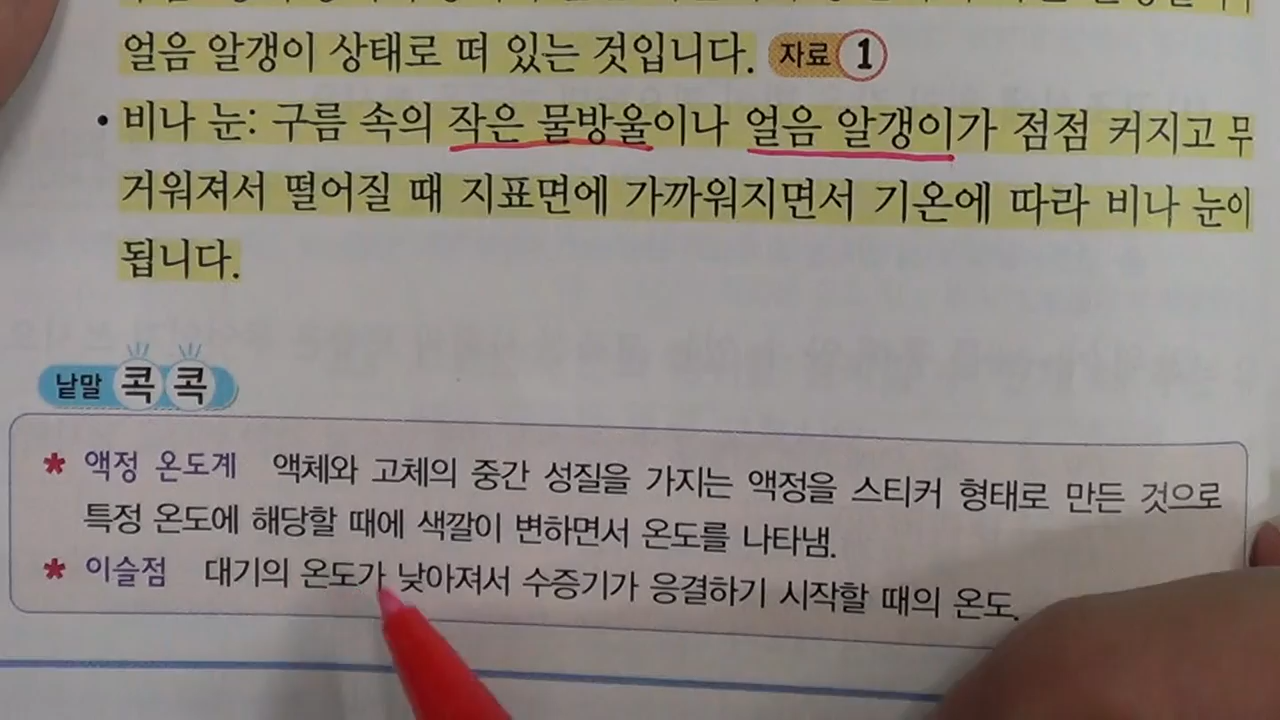 얼음 알갱이 상태로 떠 있는 것입니다. 자료 1
• 비나 눈: 구름 속의 작은 물방울이나 얼음 알갱이가 점점 커지고 무
거워져서 떨어질 때 지표면에 가까워지면서 기온에 따라 비나 눈이
됩니다.
낱말 콕콕
* 액정 온도계 액체와 고체의 중간 성질을 가지는 액정을 스티커 형태로 만든 것으로
특정 온도에 해당할 때에 색깔이 변하면서 온도를 나타냄.
* 이슬점 대기의 온도가 낮아져서 수증기가 응결하기 시작할 때의 온도.